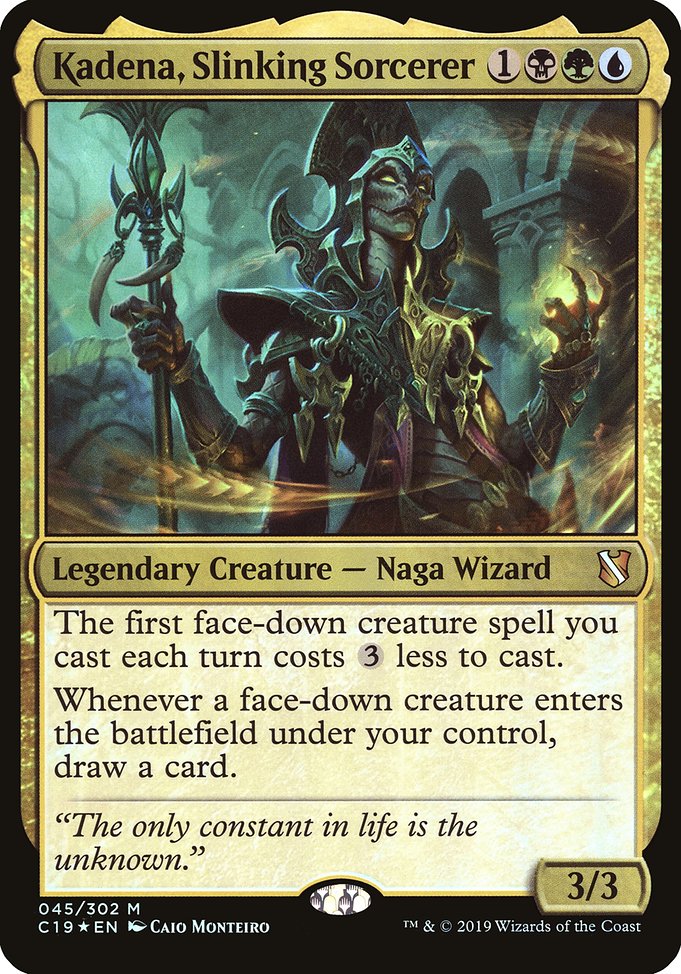 Kadena, Slinking Sorcerer 1
Legendary Creature — Naga Wizard
The first face-down creature spell you
cast each turn costs 3 less to cast.
Whenever a face-down creature enters
the battlefield under your control,
draw a card.
“The only constant in life is the
unknown.”
3/3
045/302 M
C19★EN Caio Monteiro
™ & © 2019 Wizards of the Coast